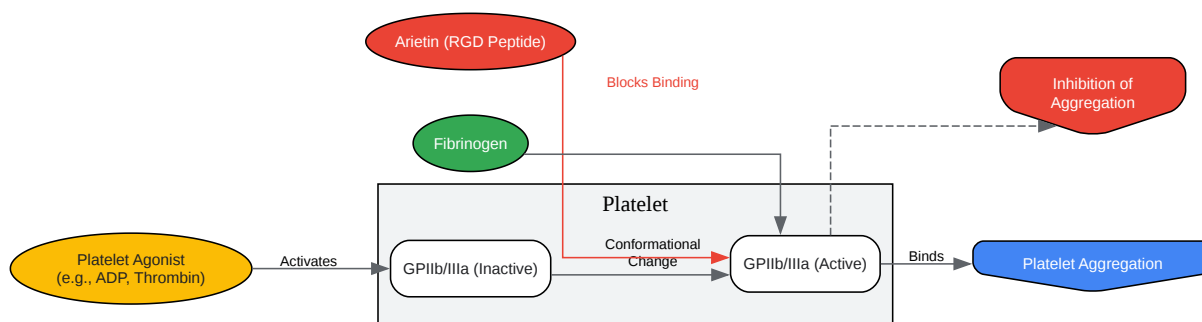 Arietin (RGD Peptide)
Blocks Binding
Inhibition of
Aggregation
Fibrinogen
Platelet
Platelet Agonist
(e.g., ADP, Thrombin)
Activates
GPIIb/IIIa (Inactive)
Conformational
Change
GPIIb/IIIa (Active)
Binds
Platelet Aggregation